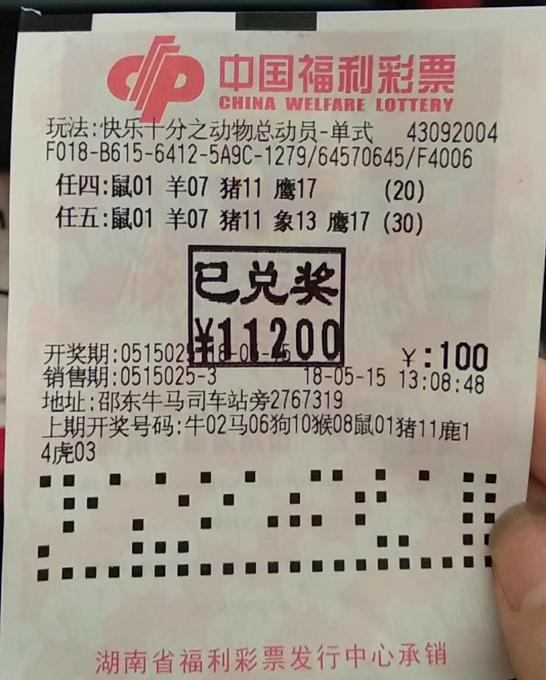 中国福利彩票
CHINA WELFARE LOTTERY
玩法:快乐十分之动物总动员-单式 43092004
F018-B615-6412-5A9C-1279/64570645/F4006
任四:鼠01 羊07 猪11 鹰17 (20)
任五:鼠01 羊07 猪11 象13 鹰17 (30)
已兑奖
¥11200
开奖期:0515025 18-05-15 ¥:100
销售期:0515025-3 18-05-15 13:08:48
地址:邵东牛马司车站旁2767319
上期开奖号码:牛02马06狗10猴08鼠01猪11鹿1
4虎03
湖南省福利彩票发行中心承销